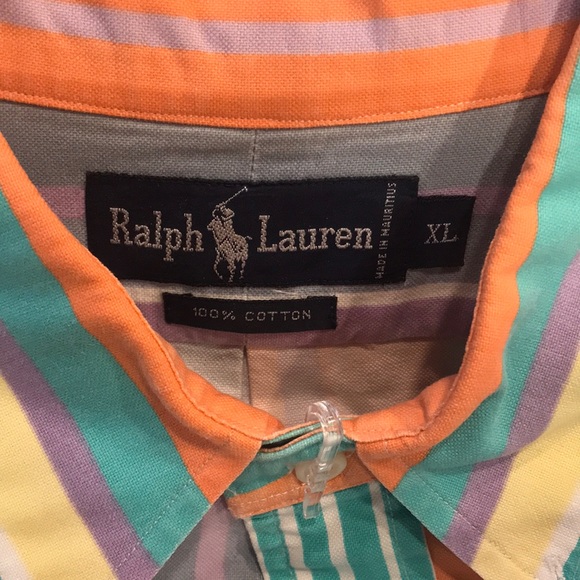 Ralph Lauren
MADE IN MAURITIUS
XL
100% COTTON